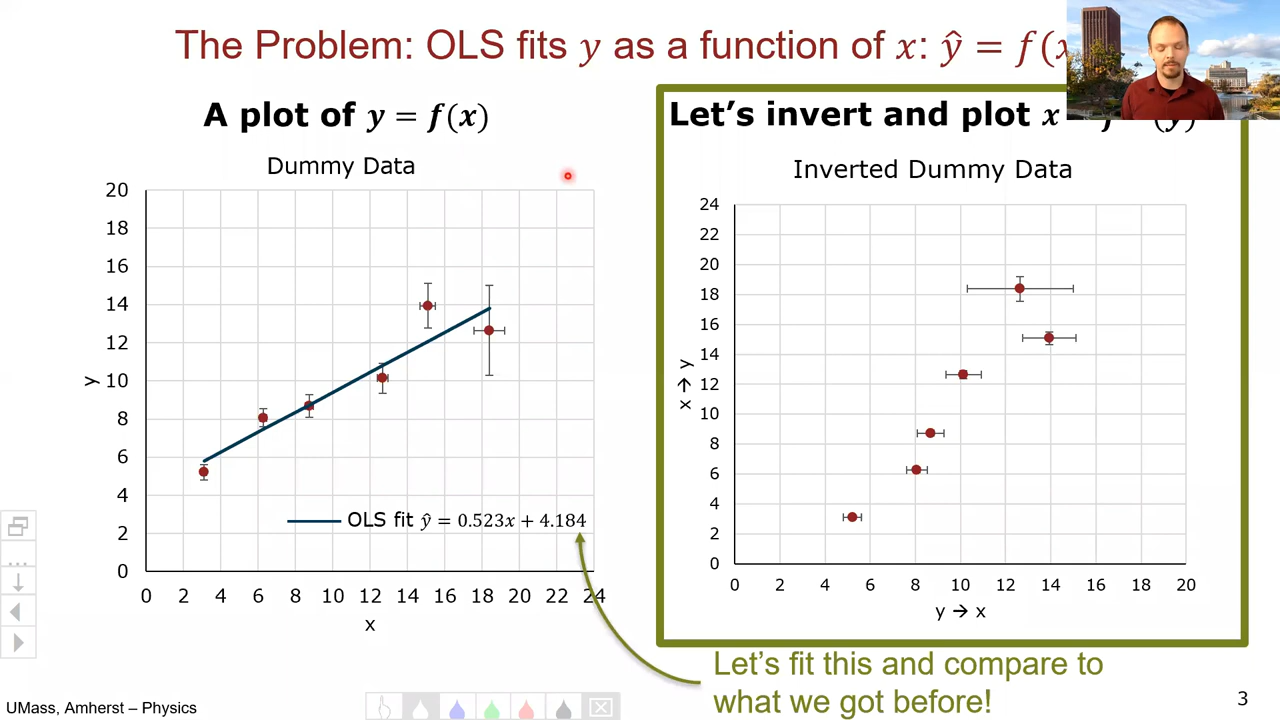 The Problem: OLS fits y as a function of x: ŷ = f(
A plot of y = f(x)
Dummy Data
20
18
16
14
12
10
8
6
4
2
0
y
OLS fit ŷ = 0.523x + 4.184
0 2 4 6 8 10 12 14 16 18 20 22 24
x
Let's invert and plot x
Inverted Dummy Data
24
22
20
18
16
14
12
10
8
6
4
2
0
x → y
0 2 4 6 8 10 12 14 16 18 20
y → x
Let's fit this and compare to
what we got before!
UMass, Amherst – Physics
3